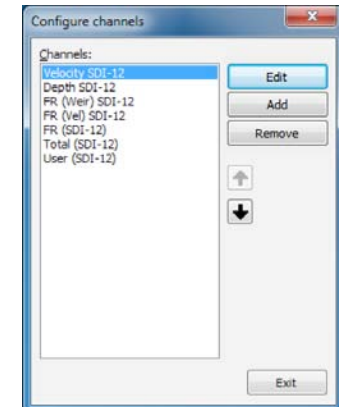 Configure channels
Channels:
Velocity SDI-12
Depth SDI-12
FR (Weir) SDI-12
FR (Vel) SDI-12
FR (SDI-12)
Total (SDI-12)
User (SDI-12)
Edit
Add
Remove
Exit